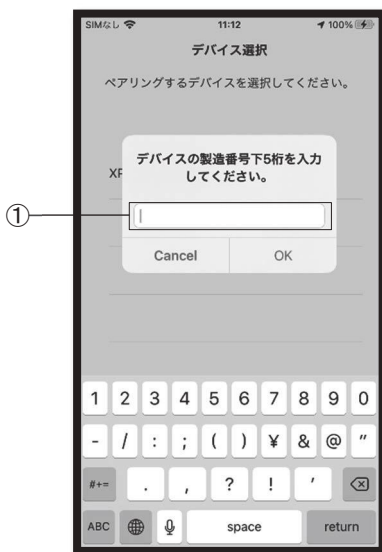 SIMなし 11:12 100%
デバイス選択
ペアリングするデバイスを選択してください。
XP
デバイスの製造番号下5桁を入力
してください。
①
Cancel OK
1 2 3 4 5 6 7 8 9 0
- / : ; ( ) ¥ & @ "
#+= . , ? ! '
ABC space return